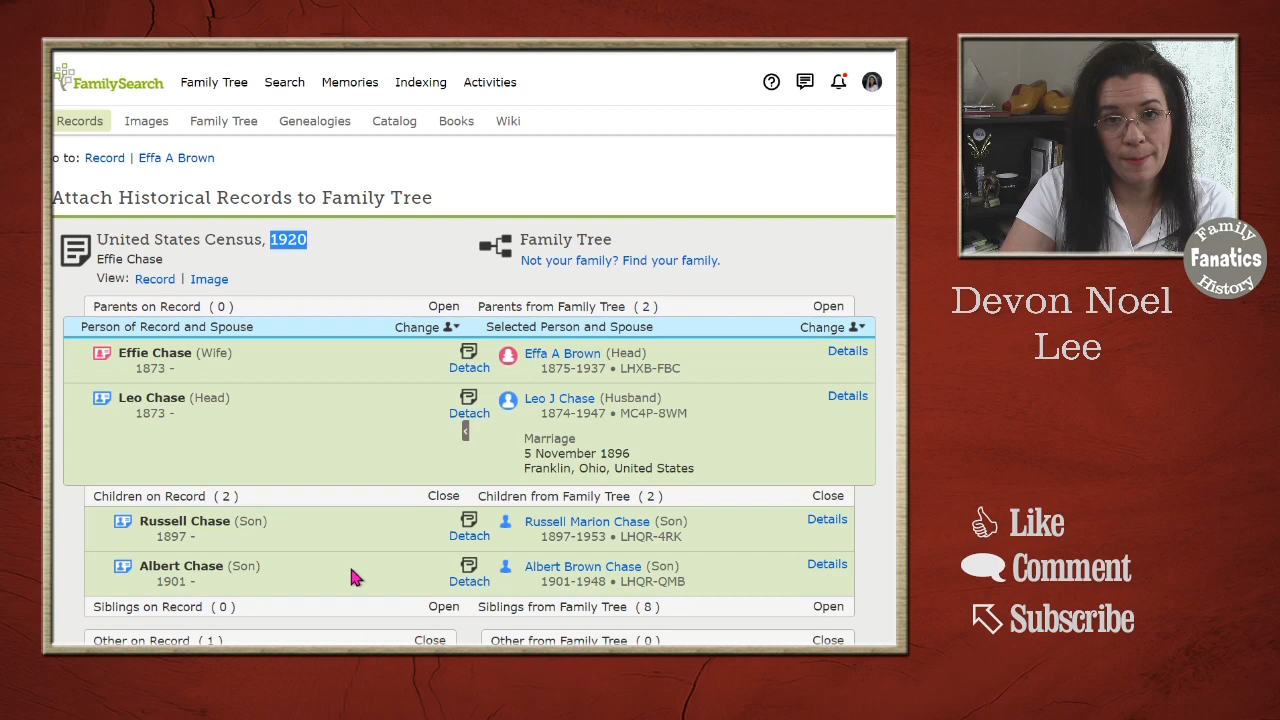 FamilySearch Family Tree Search Memories Indexing Activities
Records Images Family Tree Genealogies Catalog Books Wiki
o to: Record | Effa A Brown
Attach Historical Records to Family Tree
United States Census, 1920
Effie Chase
View: Record | Image
Family Tree
Not your family? Find your family.
Parents on Record ( 0 ) Open Parents from Family Tree ( 2 ) Open
Person of Record and Spouse Change Selected Person and Spouse Change
Effie Chase (Wife)
1873 -
Detach
Effa A Brown (Head)
1875-1937 • LHXB-FBC
Details
Leo Chase (Head)
1873 -
Detach
Leo J Chase (Husband)
1874-1947 • MC4P-8WM
Details
Marriage
5 November 1896
Franklin, Ohio, United States
Children on Record ( 2 ) Close Children from Family Tree ( 2 ) Close
Russell Chase (Son)
1897 -
Detach
Russell Marion Chase (Son)
1897-1953 • LHQR-4RK
Details
Albert Chase (Son)
1901 -
Detach
Albert Brown Chase (Son)
1901-1948 • LHQR-QMB
Details
Siblings on Record ( 0 ) Open Siblings from Family Tree ( 8 ) Open
Other on Record ( 1 ) Close Other from Family Tree ( 0 ) Close
Family
Fanatics
History
Devon Noel
Lee
Like
Comment
Subscribe